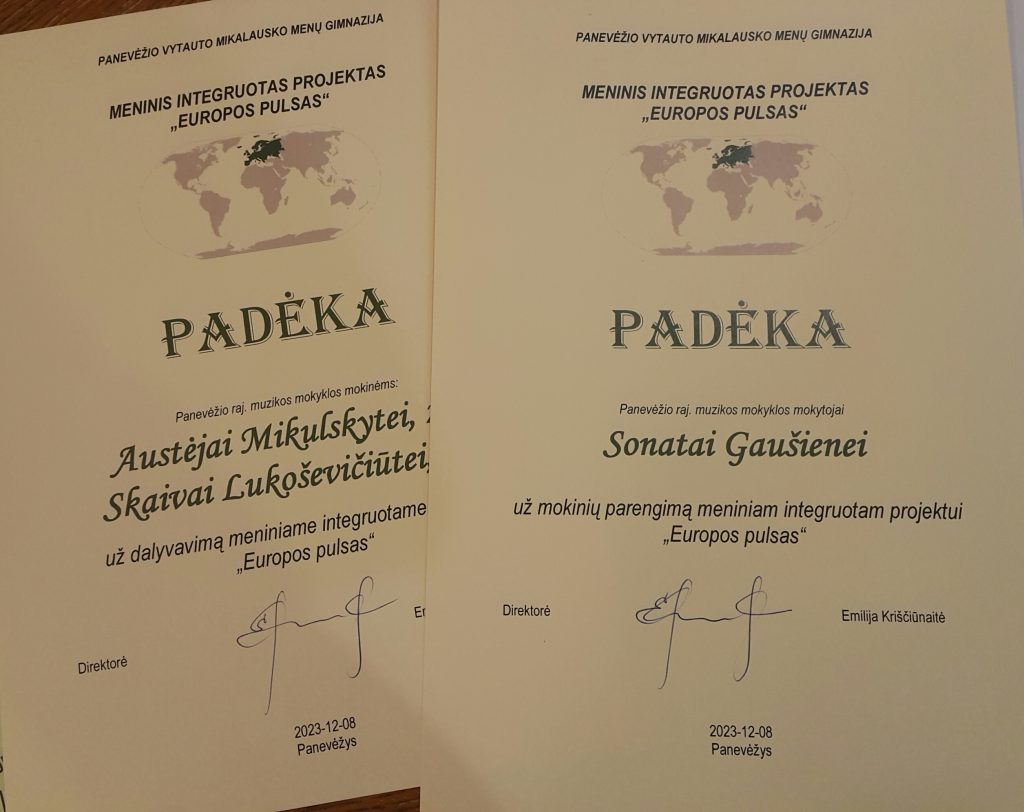 PANEVĖŽIO VYTAUTO MIKALAUSKO MENŲ GIMNAZIJA
MENINIS INTEGRUOTAS PROJEKTAS
„EUROPOS PULSAS“
PADĖKA
Panevėžio raj. muzikos mokyklos mokinėms:
Austėjai Mikulskytei,
Skaivai Lukoševičiūtei,
už dalyvavimą meniniame integruotame
„Europos pulsas“
Direktorė
2023-12-08
Panevėžys
PANEVĖŽIO VYTAUTO MIKALAUSKO MENŲ GIMNAZIJA
MENINIS INTEGRUOTAS PROJEKTAS
„EUROPOS PULSAS“
PADĖKA
Panevėžio raj. muzikos mokyklos mokytojai
Sonatai Gaušienei
už mokinių parengimą meniniam integruotam projektui
„Europos pulsas“
Direktorė Emilija Kriščiūnaitė
2023-12-08
Panevėžys